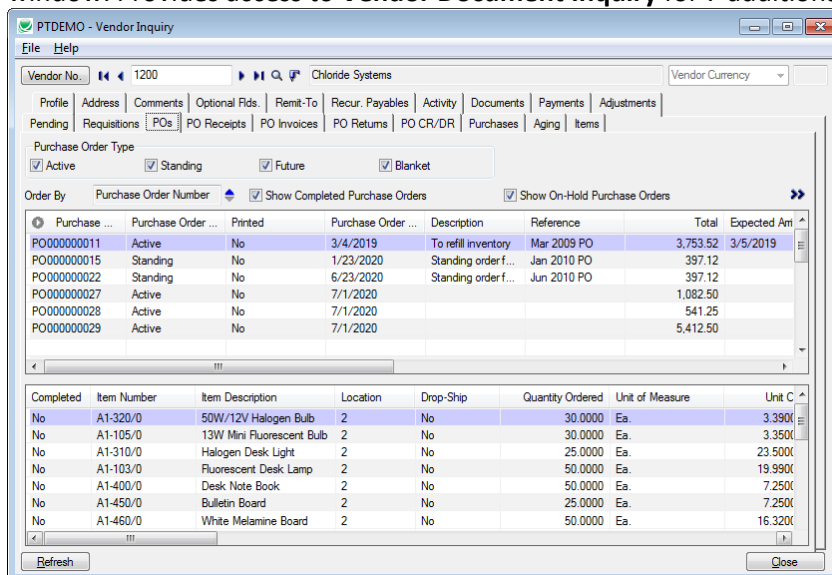 window Provides access to Vendor Document Inquiry for 7 additional
PTDEMO - Vendor Inquiry
File Help
Vendor No. 1200 Chloride Systems Vendor Currency
Profile Address Comments Optional Flds. Remit-To Recur. Payables Activity Documents Payments Adjustments
Pending Requisitions POs PO Receipts PO Invoices PO Returns PO CR/DR Purchases Aging Items
Purchase Order Type
Active Standing Future Blanket
Order By Purchase Order Number Show Completed Purchase Orders Show On-Hold Purchase Orders
Purchase ... Purchase Order ... Printed Purchase Order ... Description Reference Total Expected Arri
PO000000011 Active No 3/4/2019 To refill inventory Mar 2009 PO 3,753.52 3/5/2019
PO000000015 Standing No 1/23/2020 Standing order f... Jan 2010 PO 397.12
PO000000022 Standing No 6/23/2020 Standing order f... Jun 2010 PO 397.12
PO000000027 Active No 7/1/2020 1,082.50
PO000000028 Active No 7/1/2020 541.25
PO000000029 Active No 7/1/2020 5,412.50
Completed Item Number Item Description Location Drop-Ship Quantity Ordered Unit of Measure Unit C
No A1-320/0 50W/12V Halogen Bulb 2 No 30.0000 Ea. 3.3900
No A1-105/0 13W Mini Fluorescent Bulb 2 No 30.0000 Ea. 3.3500
No A1-310/0 Halogen Desk Light 2 No 25.0000 Ea. 23.5000
No A1-103/0 Fluorescent Desk Lamp 2 No 50.0000 Ea. 19.9900
No A1-400/0 Desk Note Book 2 No 50.0000 Ea. 7.2500
No A1-450/0 Bulletin Board 2 No 25.0000 Ea. 7.2500
No A1-460/0 White Melamine Board 2 No 50.0000 Ea. 16.3200
Refresh Close